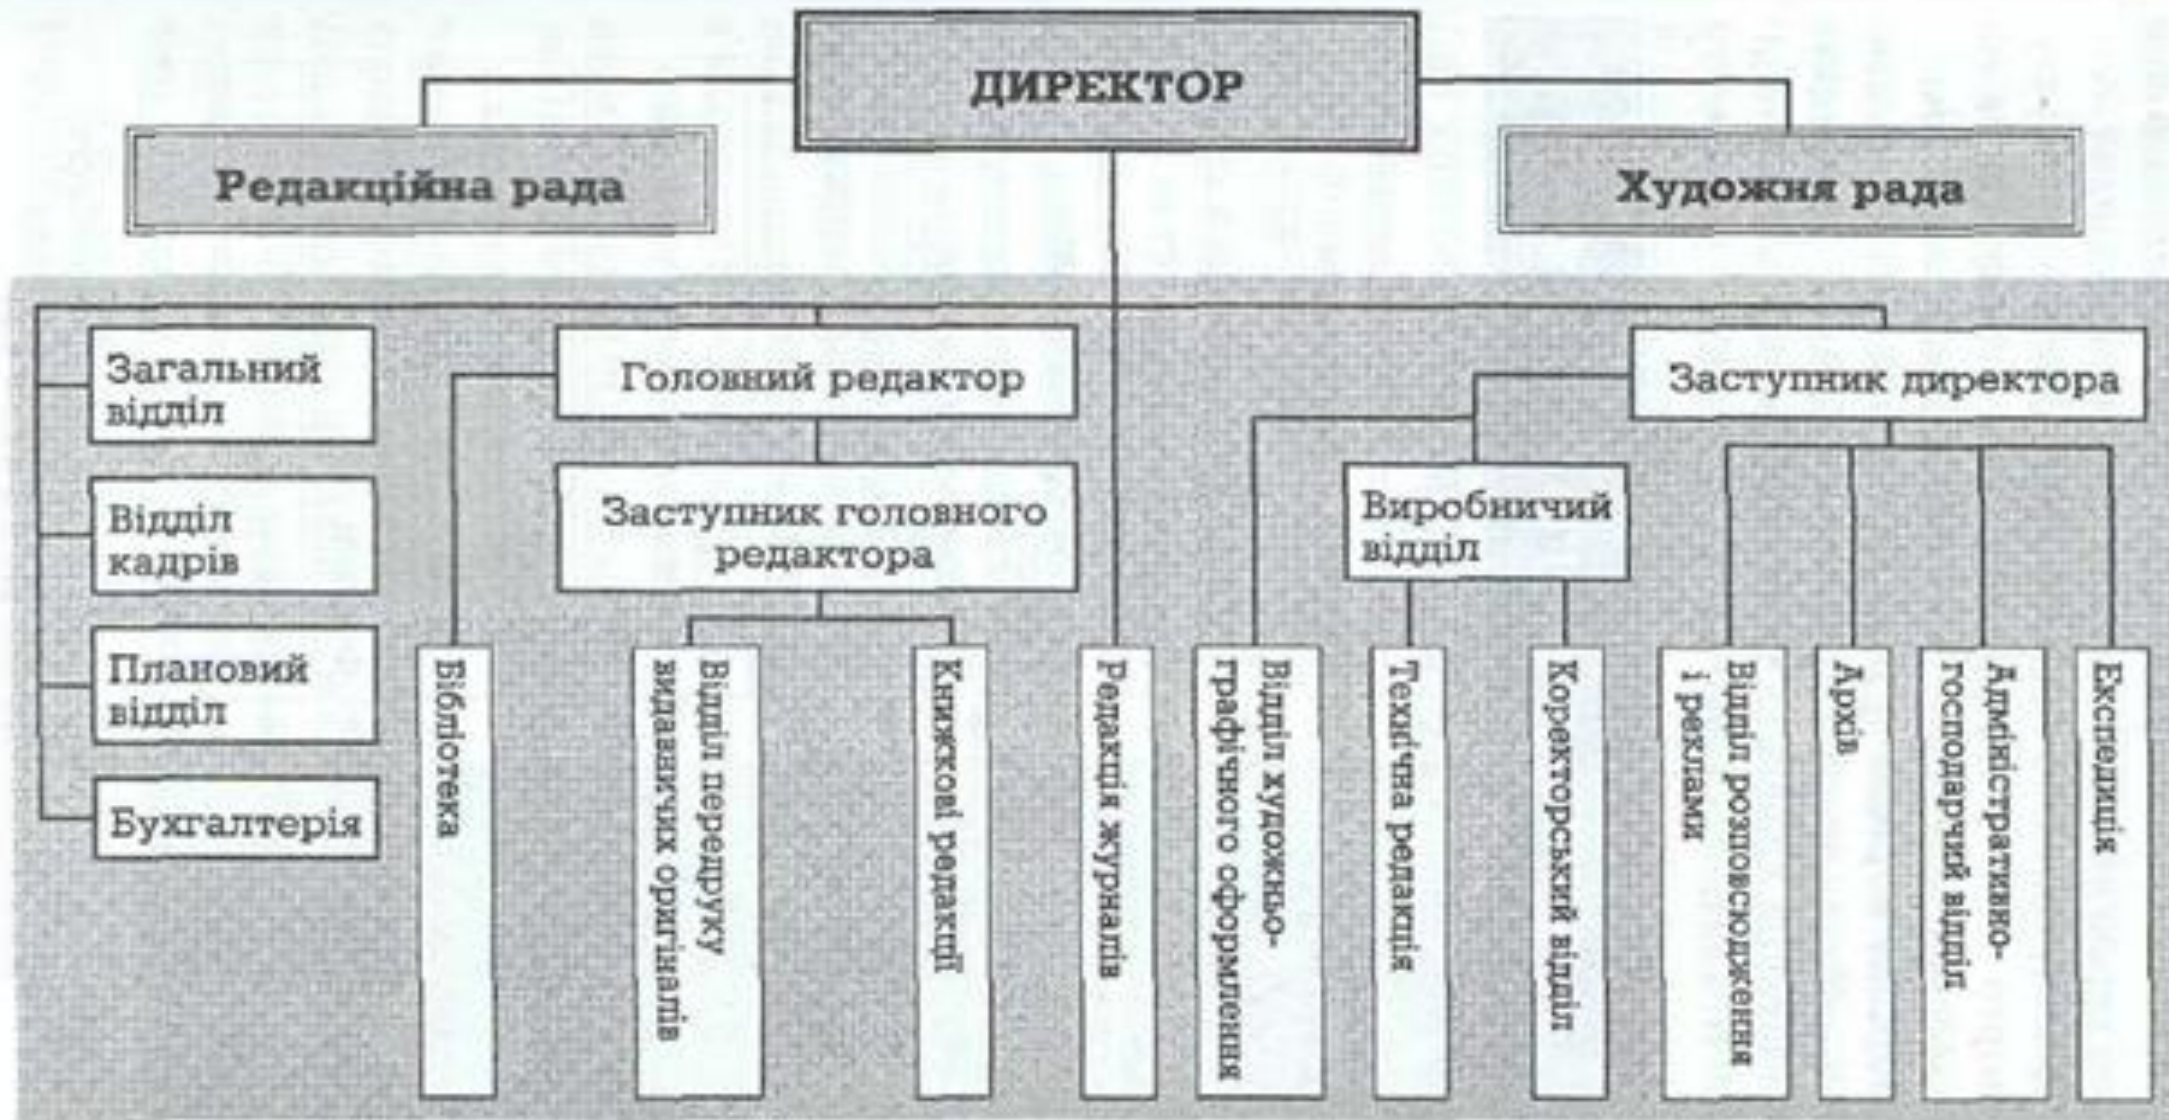 ДИРЕКТОР
Редакційна рада
Художня рада
Загальний
відділ
Головний редактор
Заступник директора
Відділ
кадрів
Заступник головного
редактора
Виробничий
відділ
Плановий
відділ
Бухгалтерія
Бібліотека
Відділ передруку
видавничих оригіналів
Книжкові редакції
Редакція журналів
Відділ художньо-
графічного оформлення
Технічна редакція
Коректорський відділ
Відділ розповсюдження
і реклами
Архів
Адміністративно-
господарчий відділ
Експедиція